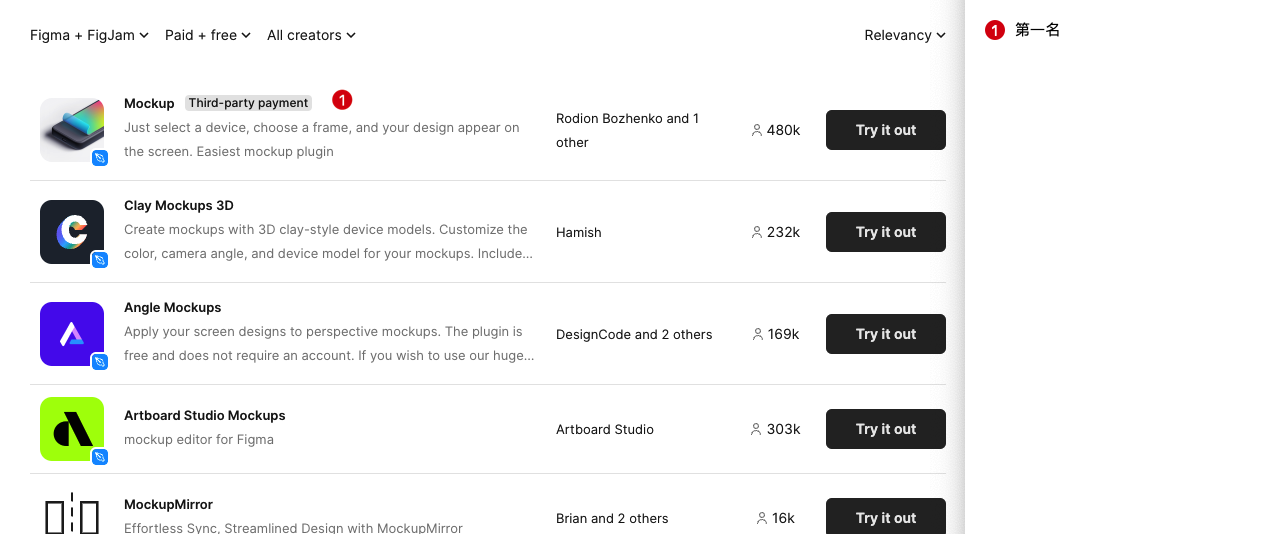 Figma + FigJam Paid + free All creators Relevancy
1 第一名
Mockup Third-party payment 1
Just select a device, choose a frame, and your design appear on
the screen. Easiest mockup plugin
Rodion Bozhenko and 1
other
480k
Try it out
Clay Mockups 3D
Create mockups with 3D clay-style device models. Customize the
color, camera angle, and device model for your mockups. Include...
Hamish
232k
Try it out
Angle Mockups
Apply your screen designs to perspective mockups. The plugin is
free and does not require an account. If you wish to use our huge...
DesignCode and 2 others
169k
Try it out
Artboard Studio Mockups
mockup editor for Figma
Artboard Studio
303k
Try it out
MockupMirror
Effortless Sync, Streamlined Design with MockupMirror
Brian and 2 others
16k
Try it out